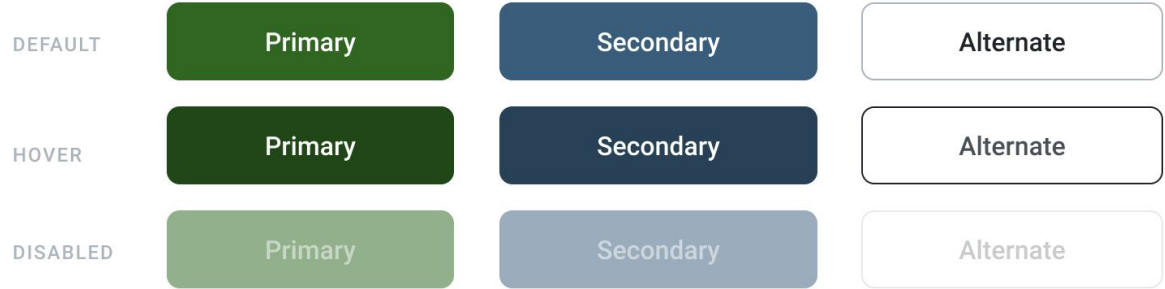 DEFAULT Primary Secondary Alternate
HOVER Primary Secondary Alternate
DISABLED Primary Secondary Alternate